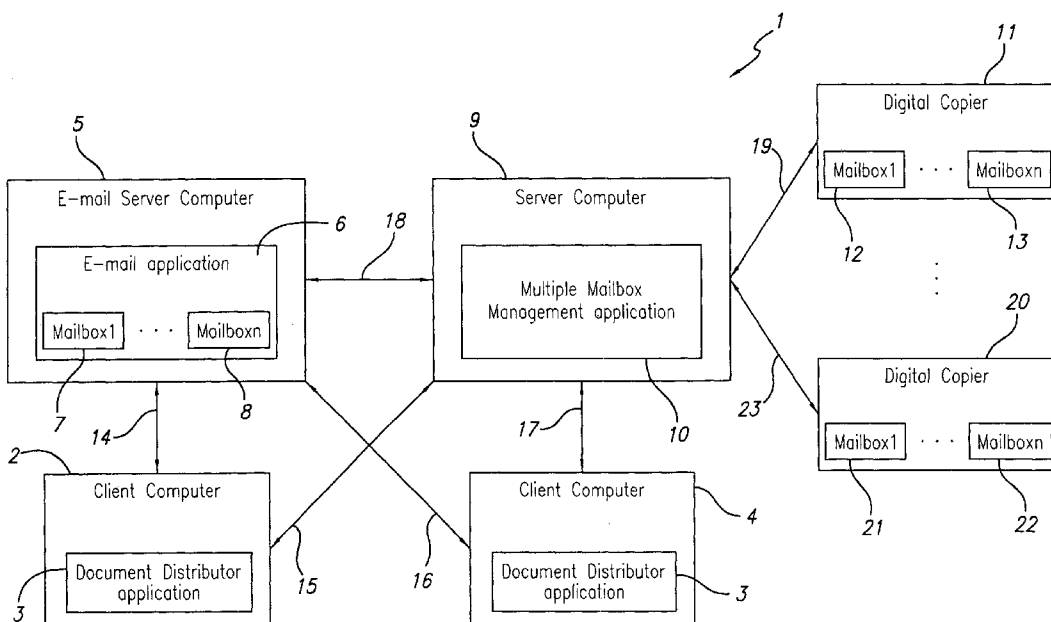 1
11
Digital Copier
19
Mailbox1 . . . Mailboxn
12
13
5
E-mail Server Computer
6
E-mail application
Mailbox1 . . . Mailboxn
7
8
18
9
Server Computer
Multiple Mailbox
Management application
10
20
Digital Copier
23
Mailbox1 . . . Mailboxn
21
22
14
17
2
Client Computer
15
16
Document Distributor
application
3
Client Computer
4
Document Distributor
application
3